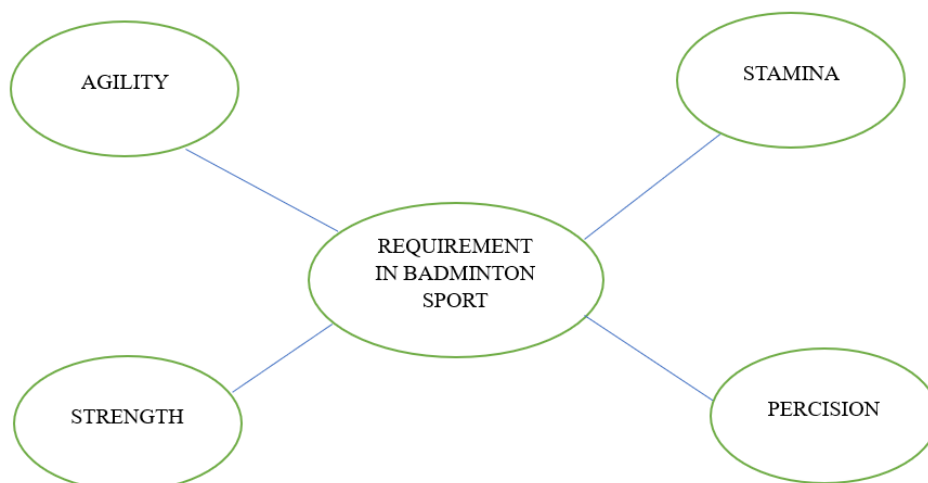 AGILITY
STAMINA
REQUIREMENT
IN BADMINTON
SPORT
STRENGTH
PERCISION